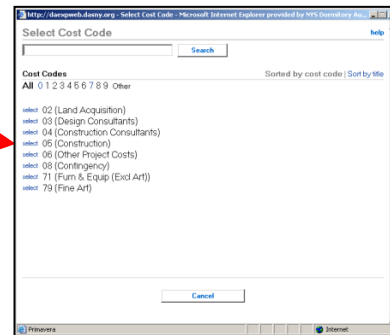 http://daexpweb.dasny.org - Select Cost Code - Microsoft Internet Explorer provided by NYS Dormitory Au...
Select Cost Code
help
Search
Cost Codes
Sorted by cost code | Sort by title
All 0 1 2 3 4 5 6 7 8 9 Other
select 02 (Land Acquisition)
select 03 (Design Consultants)
select 04 (Construction Consultants)
select 05 (Construction)
select 06 (Other Project Costs)
select 08 (Contingency)
select 71 (Furn & Equip (Excl Art))
select 79 (Fine Art)
Cancel
Primavera
Internet